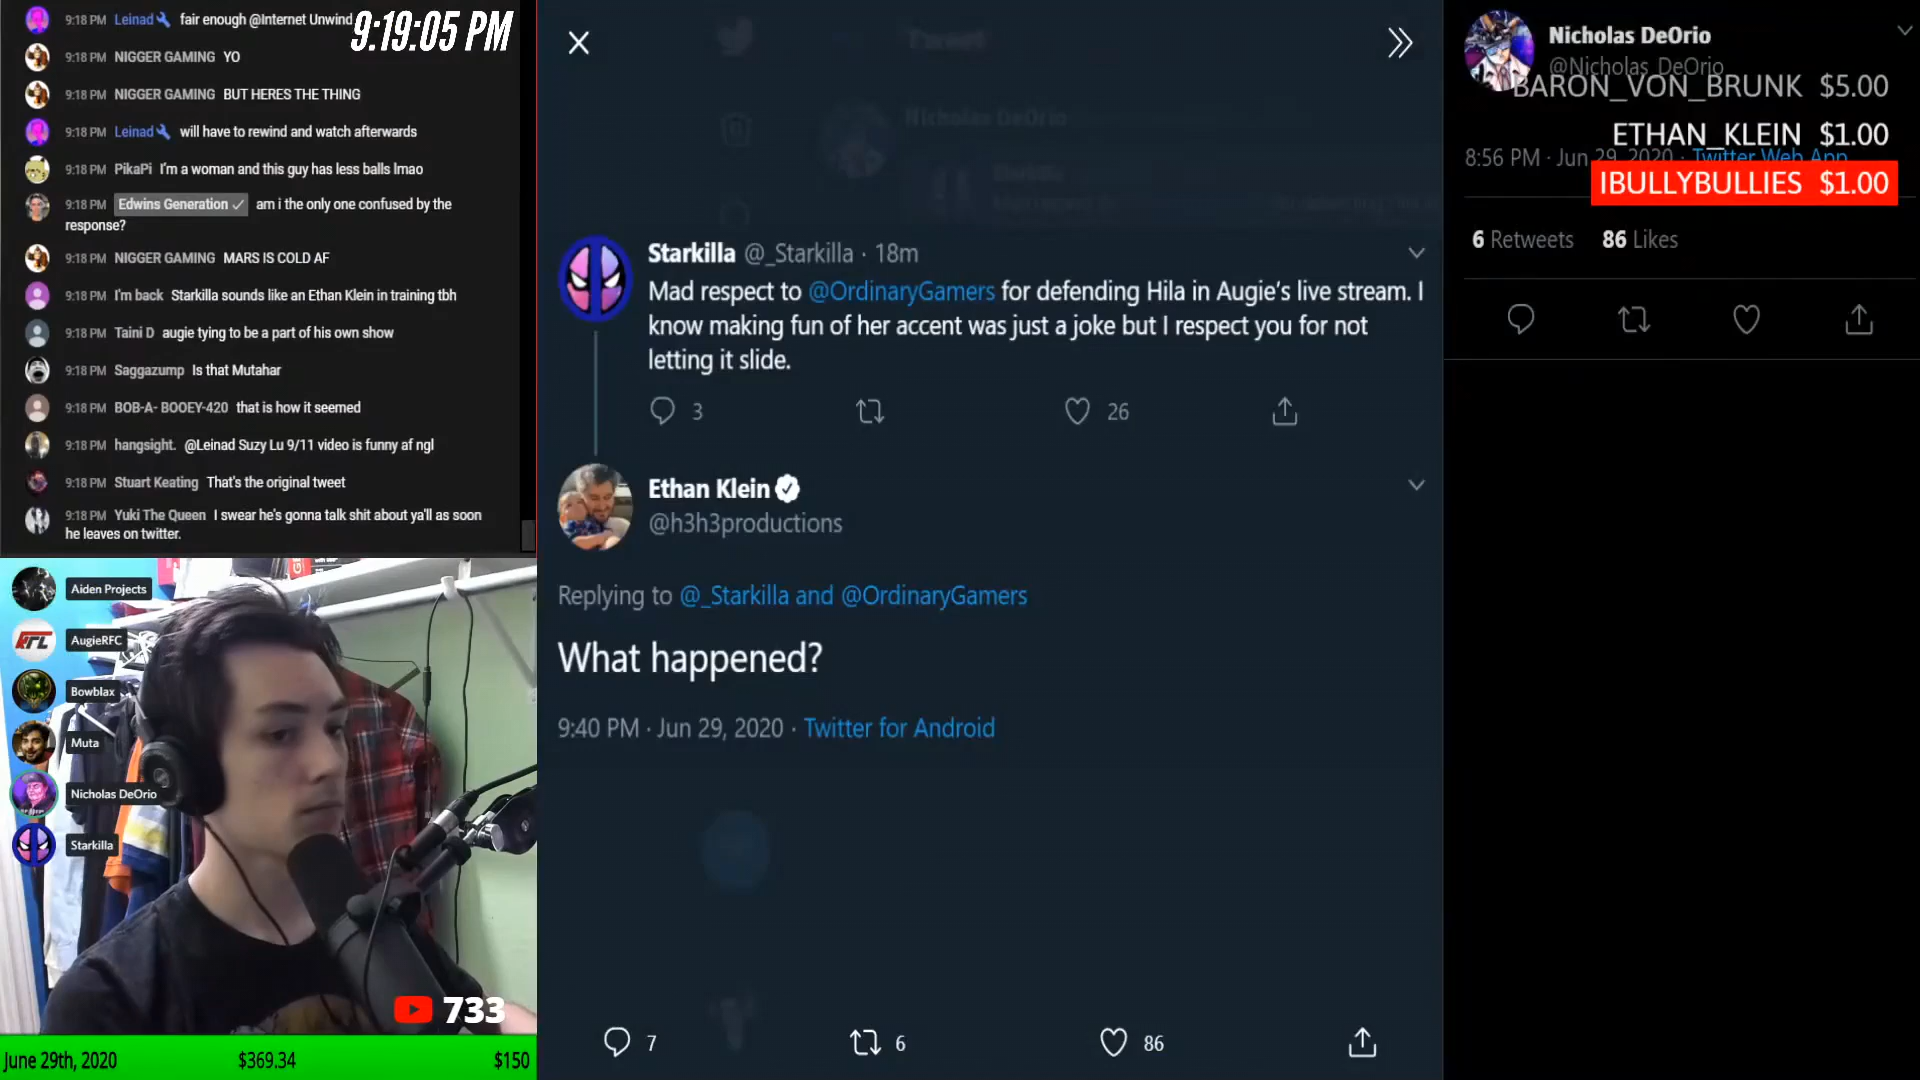 9:18 PM Leinad fair enough @Internet Unwind
9:19:05 PM
9:18 PM NIGGER GAMING YO
9:18 PM NIGGER GAMING BUT HERES THE THING
9:18 PM Leinad will have to rewind and watch afterwards
9:18 PM PikaPi I'm a woman and this guy has less balls lmao
9:18 PM Edwins Generation am i the only one confused by the
response?
9:18 PM NIGGER GAMING MARS IS COLD AF
9:18 PM I'm back Starkilla sounds like an Ethan Klein in training tbh
9:18 PM Taini D augie tying to be a part of his own show
9:18 PM Saggazump Is that Mutahar
9:18 PM BOB-A- BOOEY-420 that is how it seemed
9:18 PM hangsight. @Leinad Suzy Lu 9/11 video is funny af ngl
9:18 PM Stuart Keating That's the original tweet
9:18 PM Yuki The Queen I swear he's gonna talk shit about ya'll as soon
he leaves on twitter.
Aiden Projects
AugieRFC
Bowblax
Muta
Nicholas DeOrio
Starkilla
733
June 29th, 2020 $369.34 $150
Tweet
Nicholas DeOrio
Starkilla @_Starkilla · 18m
Mad respect to @OrdinaryGamers for defending Hila in Augie's live stream. I
know making fun of her accent was just a joke but I respect you for not
letting it slide.
3 26
Ethan Klein
@h3h3productions
Replying to @_Starkilla and @OrdinaryGamers
What happened?
9:40 PM · Jun 29, 2020 · Twitter for Android
7 6 86
Nicholas DeOrio
@Nicholas_DeOrio
BARON_VON_BRUNK $5.00
ETHAN_KLEIN $1.00
8:56 PM · Jun 29, 2020 · Twitter Web App
IBULLYBULLIES $1.00
6 Retweets 86 Likes